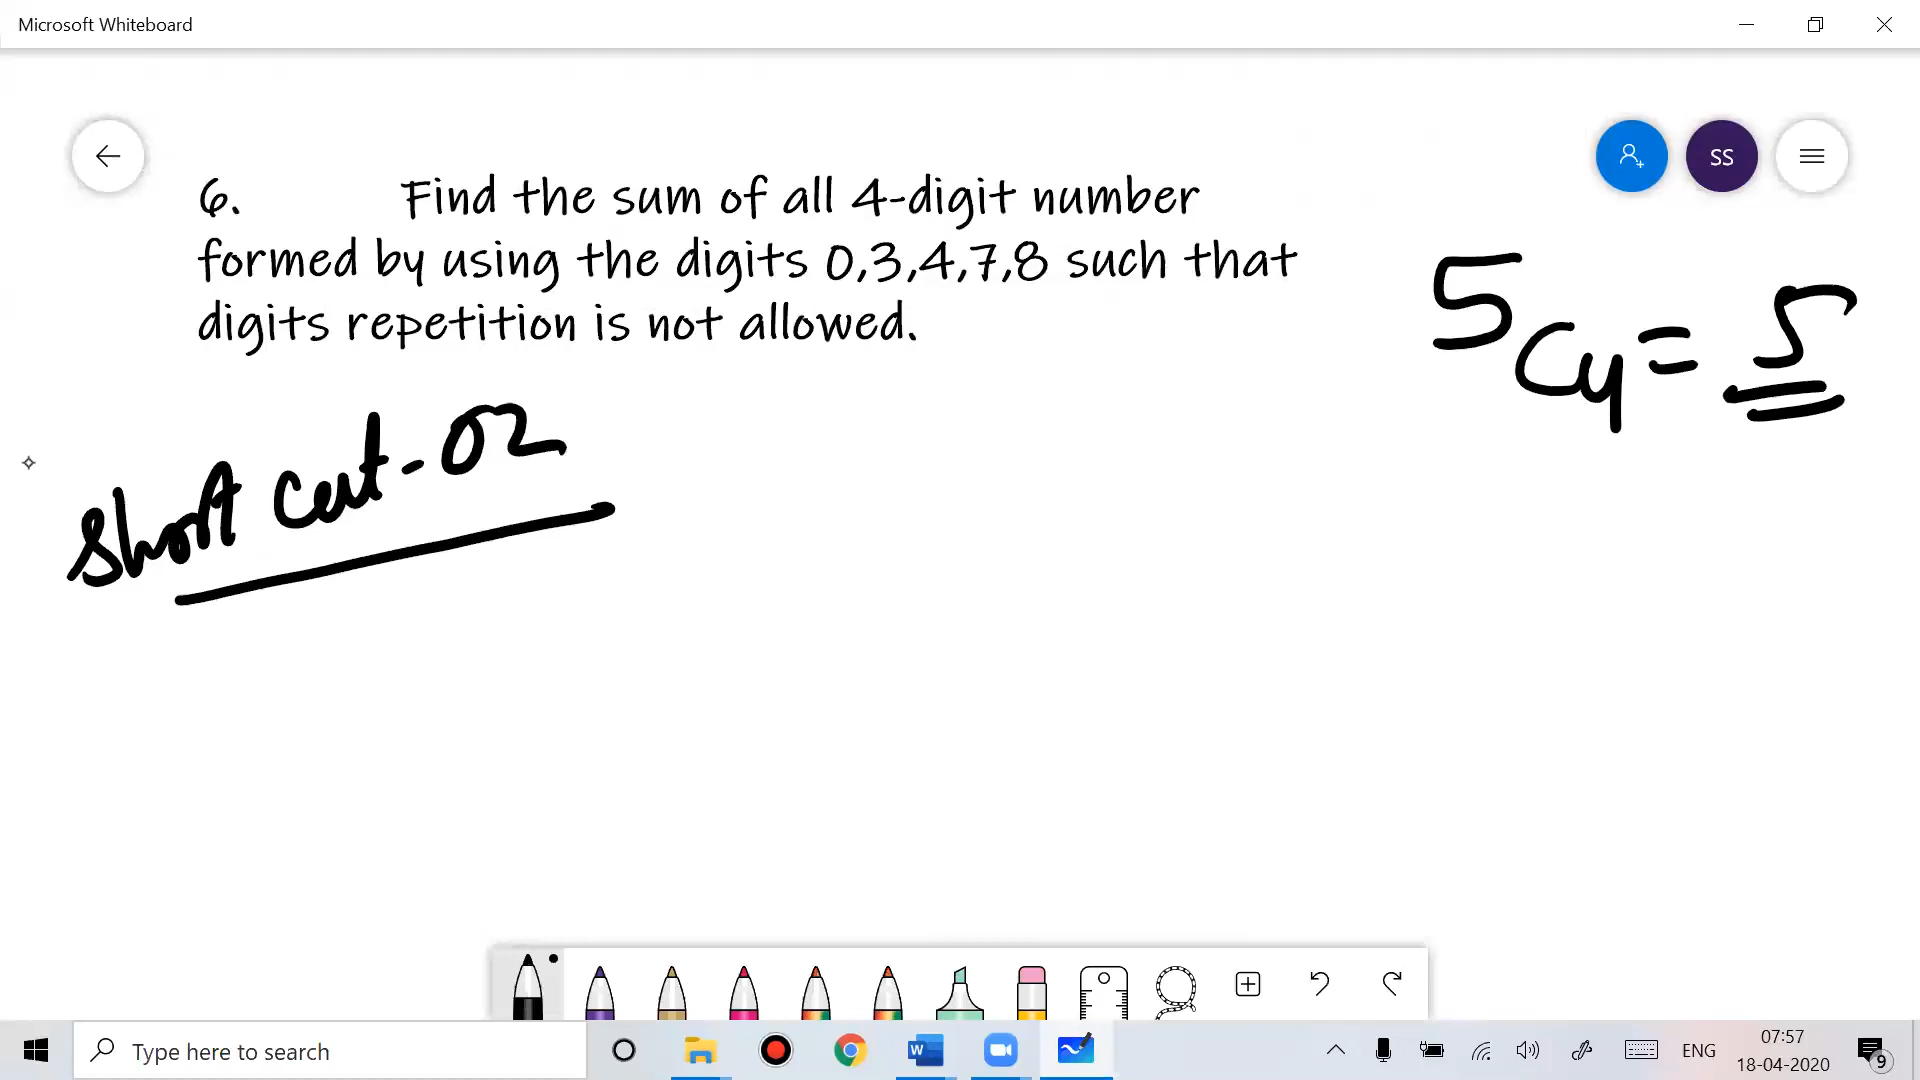 Microsoft Whiteboard
SS
6. Find the sum of all 4-digit number
formed by using the digits 0,3,4,7,8 such that
digits repetition is not allowed.
5C4 = 5
Short cut-02
Type here to search
ENG
07:57
18-04-2020
9